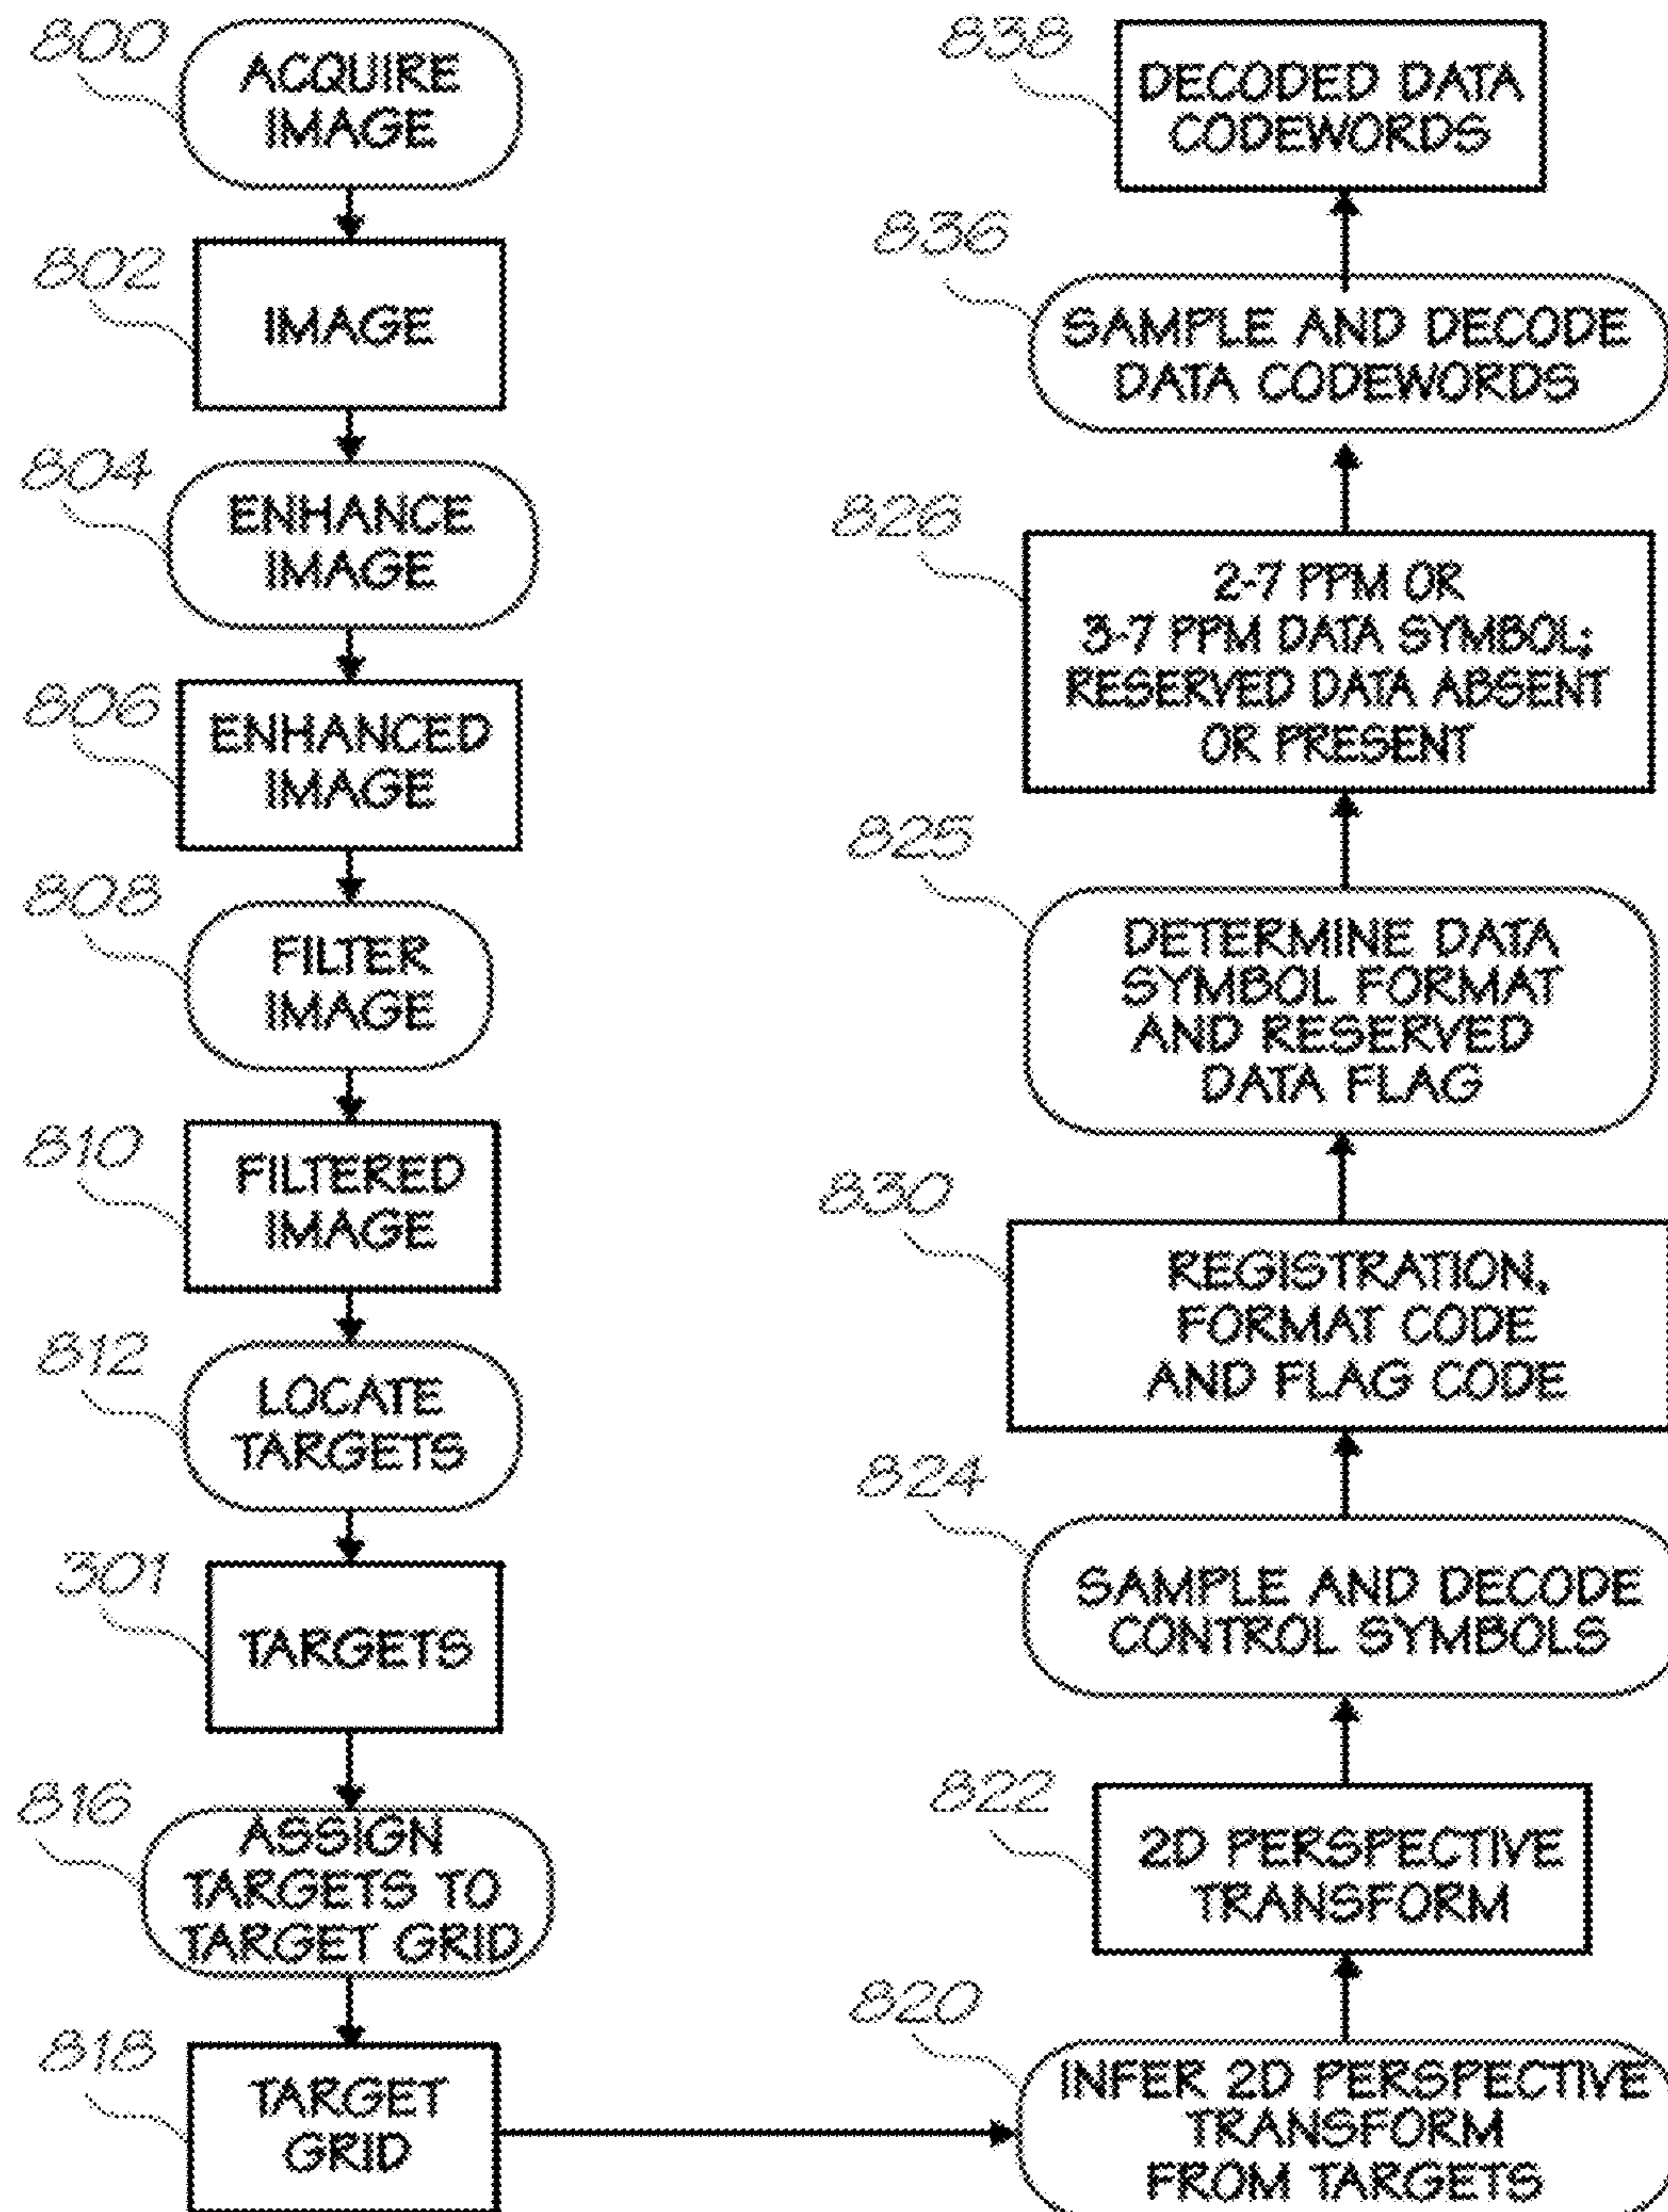 800
ACQUIRE
IMAGE
802
IMAGE
804
ENHANCE
IMAGE
806
ENHANCED
IMAGE
808
FILTER
IMAGE
810
FILTERED
IMAGE
812
LOCATE
TARGETS
301
TARGETS
816
ASSIGN
TARGETS TO
TARGET GRID
818
TARGET
GRID
820
INFER 2D PERSPECTIVE
TRANSFORM
FROM TARGETS
822
2D PERSPECTIVE
TRANSFORM
824
SAMPLE AND DECODE
CONTROL SYMBOLS
830
REGISTRATION,
FORMAT CODE
AND FLAG CODE
825
DETERMINE DATA
SYMBOL FORMAT
AND RESERVED
DATA FLAG
826
2-7 PPM OR
3-7 PPM DATA SYMBOL;
RESERVED DATA ABSENT
OR PRESENT
836
SAMPLE AND DECODE
DATA CODEWORDS
838
DECODED DATA
CODEWORDS